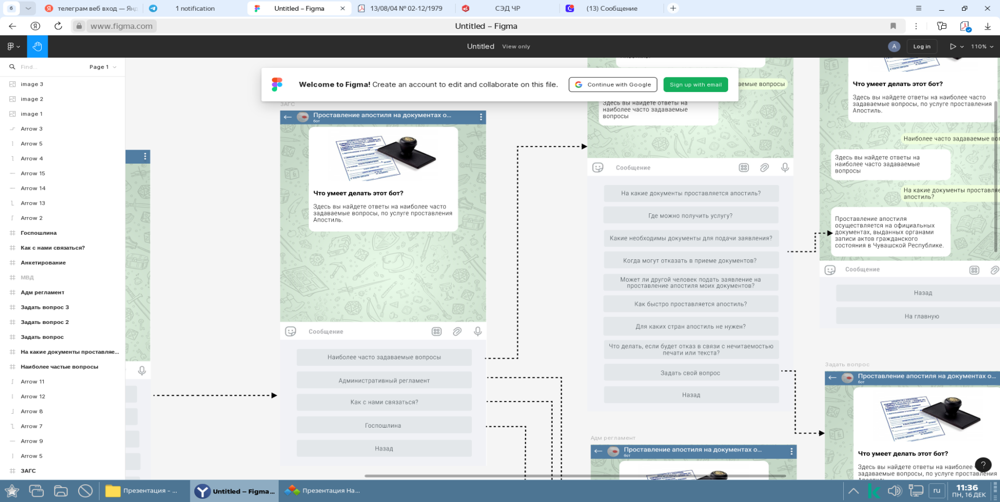 6
телеграм веб вход — Янд
1 notification
Untitled – Figma
13/08/04 № 02-12/1979
СЭД ЧР
(13) Сообщение
www.figma.com
Untitled – Figma
Untitled
View only
A
Log in
110%
Find...
Page 1
image 3
image 2
image 1
Arrow 3
Arrow 5
Arrow 4
Arrow 15
Arrow 14
Arrow 13
Arrow 2
Госпошлина
Как с нами связаться?
Анкетирование
МВД
Адм регламент
Задать вопрос 3
Задать вопрос 2
Задать вопрос
На какие документы проставляе...
Наиболее частые вопросы
Arrow 11
Arrow 12
Arrow 8
Arrow 7
Arrow 9
Arrow 5
ЗАГС
Welcome to Figma! Create an account to edit and collaborate on this file.
Continue with Google
Sign up with email
ЗАГС
Проставление апостиля на документах о...
бот
Что умеет делать этот бот?
Здесь вы найдете ответы на наиболее часто
задаваемые вопросы, по услуге проставления
Апостиль.
Сообщение
Наиболее часто задаваемые вопросы
Административный регламент
Как с нами связаться?
Госпошлина
Назад
аемые вопросы
Здесь вы найдете ответы на
наиболее часто задаваемые
вопросы
Сообщение
На какие документы проставляется апостиль?
Где можно получить услугу?
Какие необходимы документы для подачи заявления?
Когда могут отказать в приеме документов?
Может ли другой человек подать заявление на
проставление апостиля моих документов?
Как быстро проставляется апостиль?
Для каких стран апостиль не нужен?
Что делать, если будет отказ в связи с нечитаемостью
печати или текста?
Задать свой вопрос
Назад
Адм регламент
Проставление апостиля на документах о...
бот
Что умеет делать этот бот?
Здесь вы найдете ответы на наиболее часто
задаваемые вопросы, по услуге проставления
Апостиль.
Наиболее часто задаваемые во
Здесь вы найдете ответы на
наиболее часто задаваемые
вопросы
На какие документы проставляе
апостиль?
Проставление апостиля
осуществляется на официальных
документах, выданных органами
записи актов гражданского
состояния в Чувашской Республике.
Сообщение
Назад
На главную
Задать вопрос
Проставление апостиля на документах о...
бот
Что умеет делать этот бот?
Здесь вы найдете ответы на наиболее
задаваемые вопросы, по услуге проставления
?
Презентация - ...
Untitled – Figma...
Презентация На...
ru
11:36
ПН, 16 ДЕК